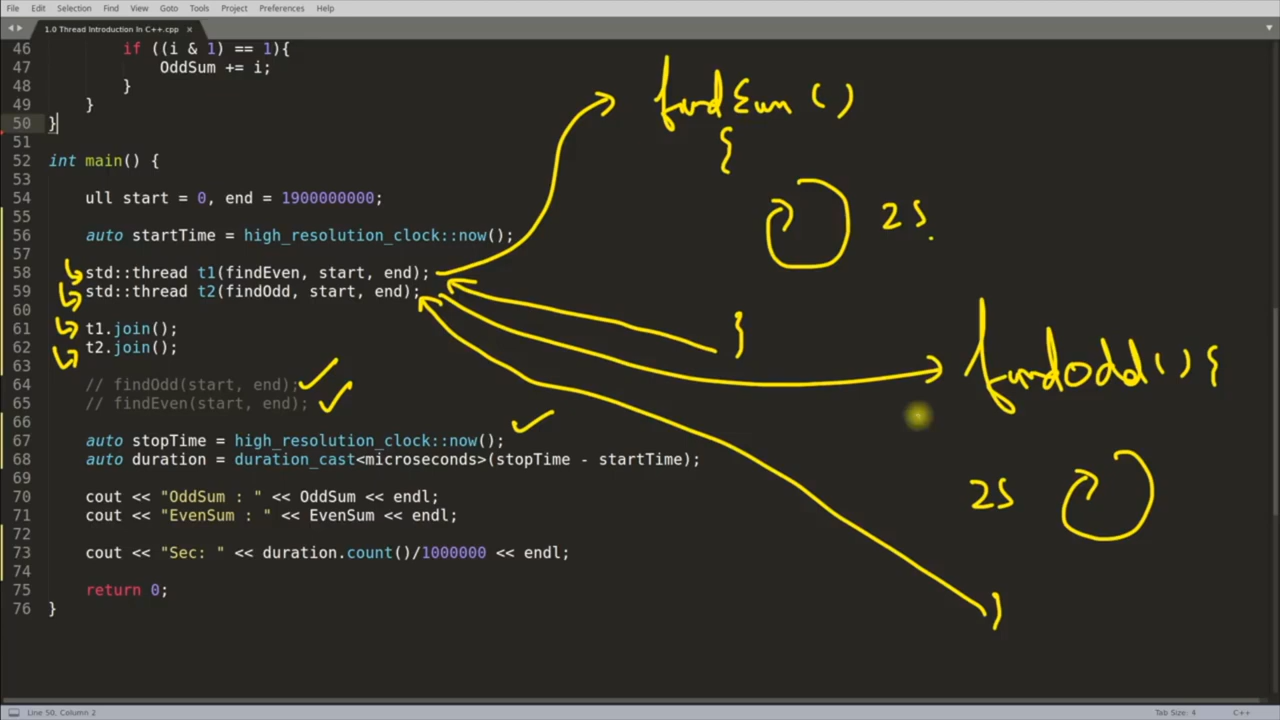 File Edit Selection Find View Goto Tools Project Preferences Help
1.0 Thread Introduction In C++.cpp ×
46 if ((i & 1) == 1){
47 OddSum += i;
48 }
49 }
50 }
51
52 int main() {
53
54 ull start = 0, end = 1900000000;
55
56 auto startTime = high_resolution_clock::now();
57
58 std::thread t1(findEven, start, end);
59 std::thread t2(findOdd, start, end);
60
61 t1.join();
62 t2.join();
63
64 // findOdd(start, end);
65 // findEven(start, end);
66
67 auto stopTime = high_resolution_clock::now();
68 auto duration = duration_cast<microseconds>(stopTime - startTime);
69
70 cout << "OddSum : " << OddSum << endl;
71 cout << "EvenSum : " << EvenSum << endl;
72
73 cout << "Sec: " << duration.count()/1000000 << endl;
74
75 return 0;
76 }
{
2S
}
findOdd() {
2S
}
Line 50, Column 2
Tab Size: 4
C++